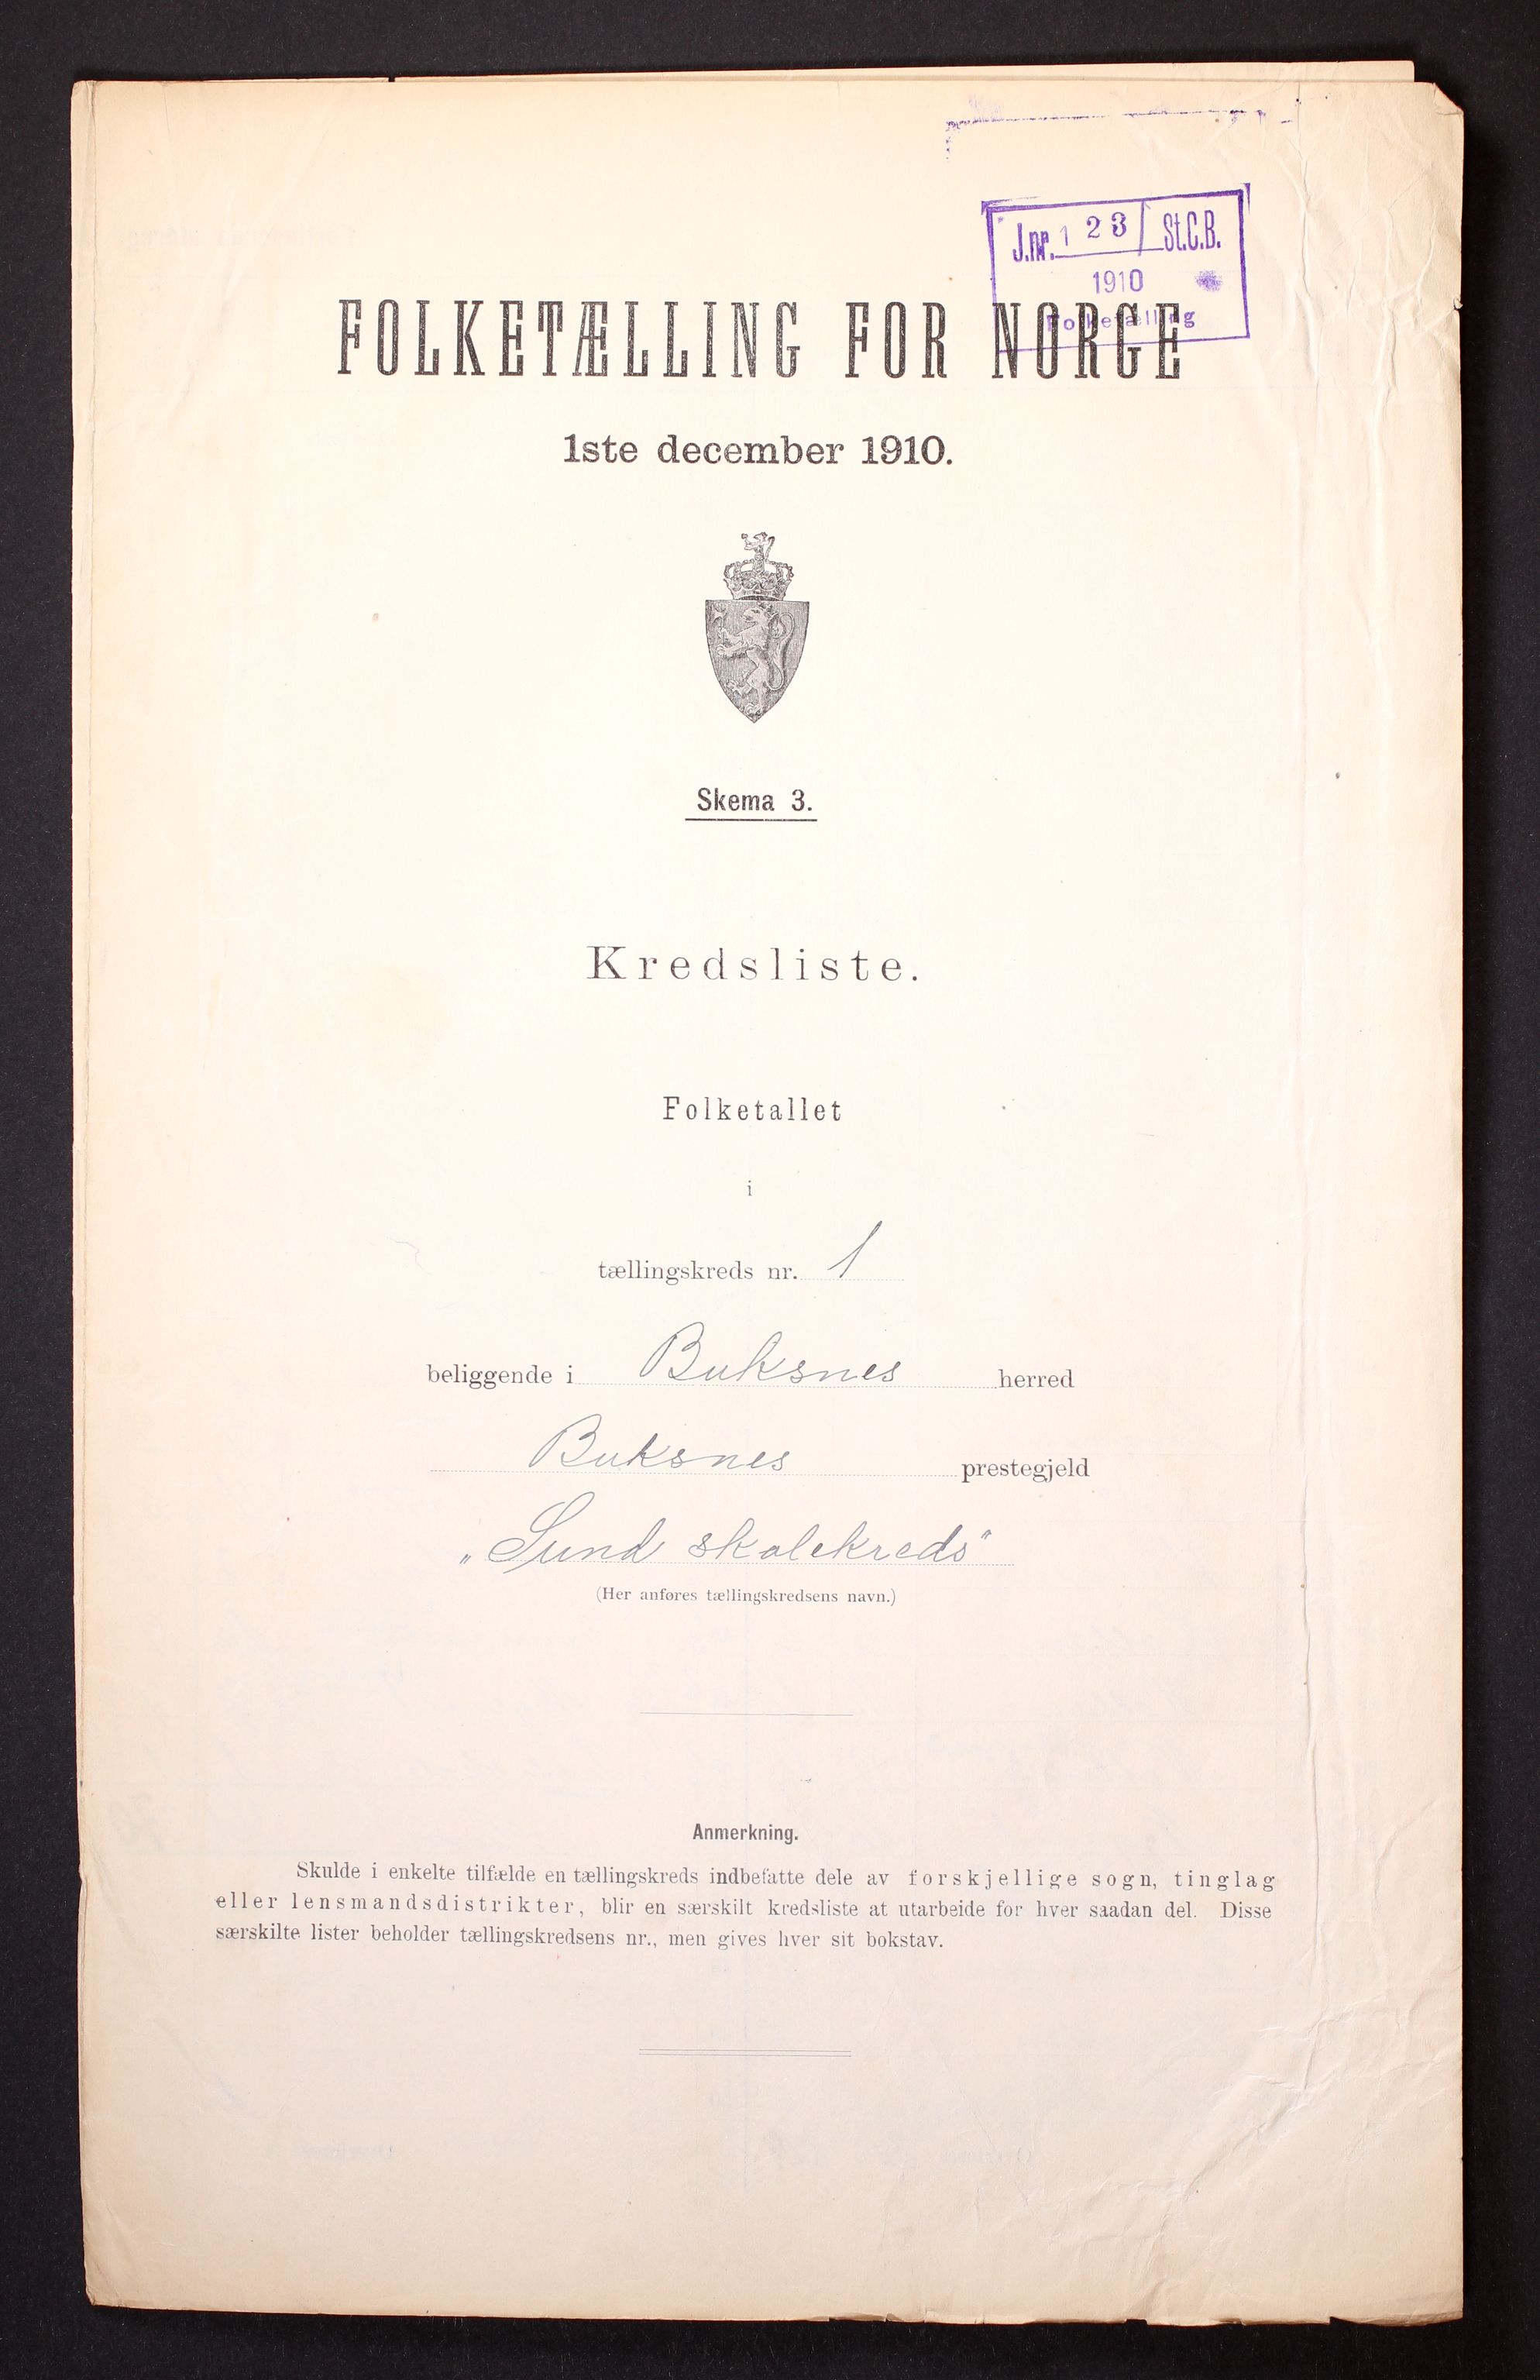 J.nr. 1 23 St.C.B.
1910
Folketælling
FOLKETÆLLING FOR NORGE
1ste december 1910.
Skema 3.
Kredsliste.
Folketallet
i
tællingskreds nr. 1
beliggende i Buksnes herred
Buksnes prestegjeld
„Sund skolekreds"
(Her anføres tællingskredsens navn.)
Anmerkning.
Skulde i enkelte tilfælde en tællingskreds indbefatte dele av forskjellige sogn, tinglag
eller lensmandsdistrikter, blir en særskilt kredsliste at utarbeide for hver saadan del. Disse
særskilte lister beholder tællingskredsens nr., men gives hver sit bokstav.